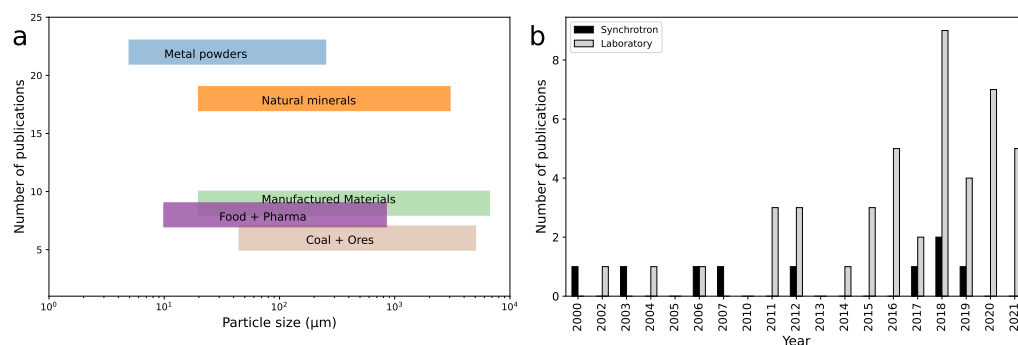 a
25
20
15
10
5
Number of publications
Metal powders
Natural minerals
Manufactured Materials
Food + Pharma
Coal + Ores
10⁰
10¹
10²
10³
10⁴
Particle size (µm)
b
Synchrotron
Laboratory
8
6
4
2
0
Number of publications
2000
2002
2003
2004
2005
2006
2007
2010
2011
2012
2013
2014
2015
2016
2017
2018
2019
2020
2021
Year